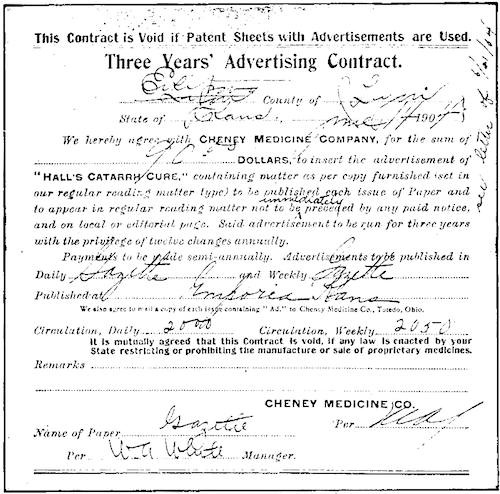 This Contract is Void if Patent Sheets with Advertisements are Used.
Three Years' Advertising Contract.
County of Lyon
State of Kans.
We hereby agree with CHENEY MEDICINE COMPANY, for the sum of
DOLLARS, to insert the advertisement of
"HALL'S CATARRH CURE," containing matter as per copy furnished (set in
our regular reading matter type) to be published each issue of Paper and
immediately
to appear in regular reading matter not to be preceded by any paid notice,
and on local or editorial page. Said advertisement to be run for three years
with the privilege of twelve changes annually.
Payments to be made semi-annually. Advertisements to be published in
Daily Gazette and Weekly Gazette
Published at Emporia Kans
We also agree to mail a copy of each issue containing "Ad." to Cheney Medicine Co., Toledo, Ohio.
Circulation, Daily 2000 Circulation, Weekly 2050
It is mutually agreed that this Contract is void, if any law is enacted by your
State restricting or prohibiting the manufacture or sale of proprietary medicines.
Remarks
CHENEY MEDICINE CO.
Name of Paper Gazette Per
Per W A White Manager.
see letter of